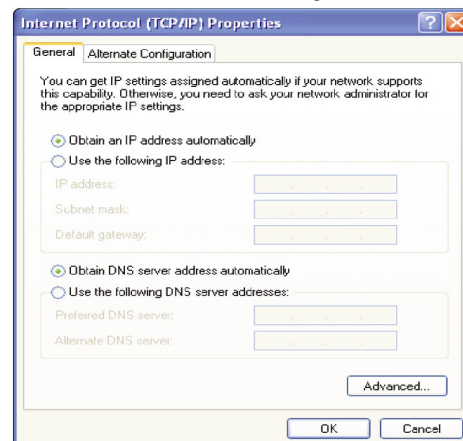 Internet Protocol (TCP/IP) Properties
General
Alternate Configuration
You can get IP settings assigned automatically if your network supports
this capability. Otherwise, you need to ask your network administrator for
the appropriate IP settings.
Obtain an IP address automatically
Use the following IP address:
IP address:
Subnet mask:
Default gateway:
Obtain DNS server address automatically
Use the following DNS server addresses:
Preferred DNS server:
Alternate DNS server:
Advanced...
OK
Cancel